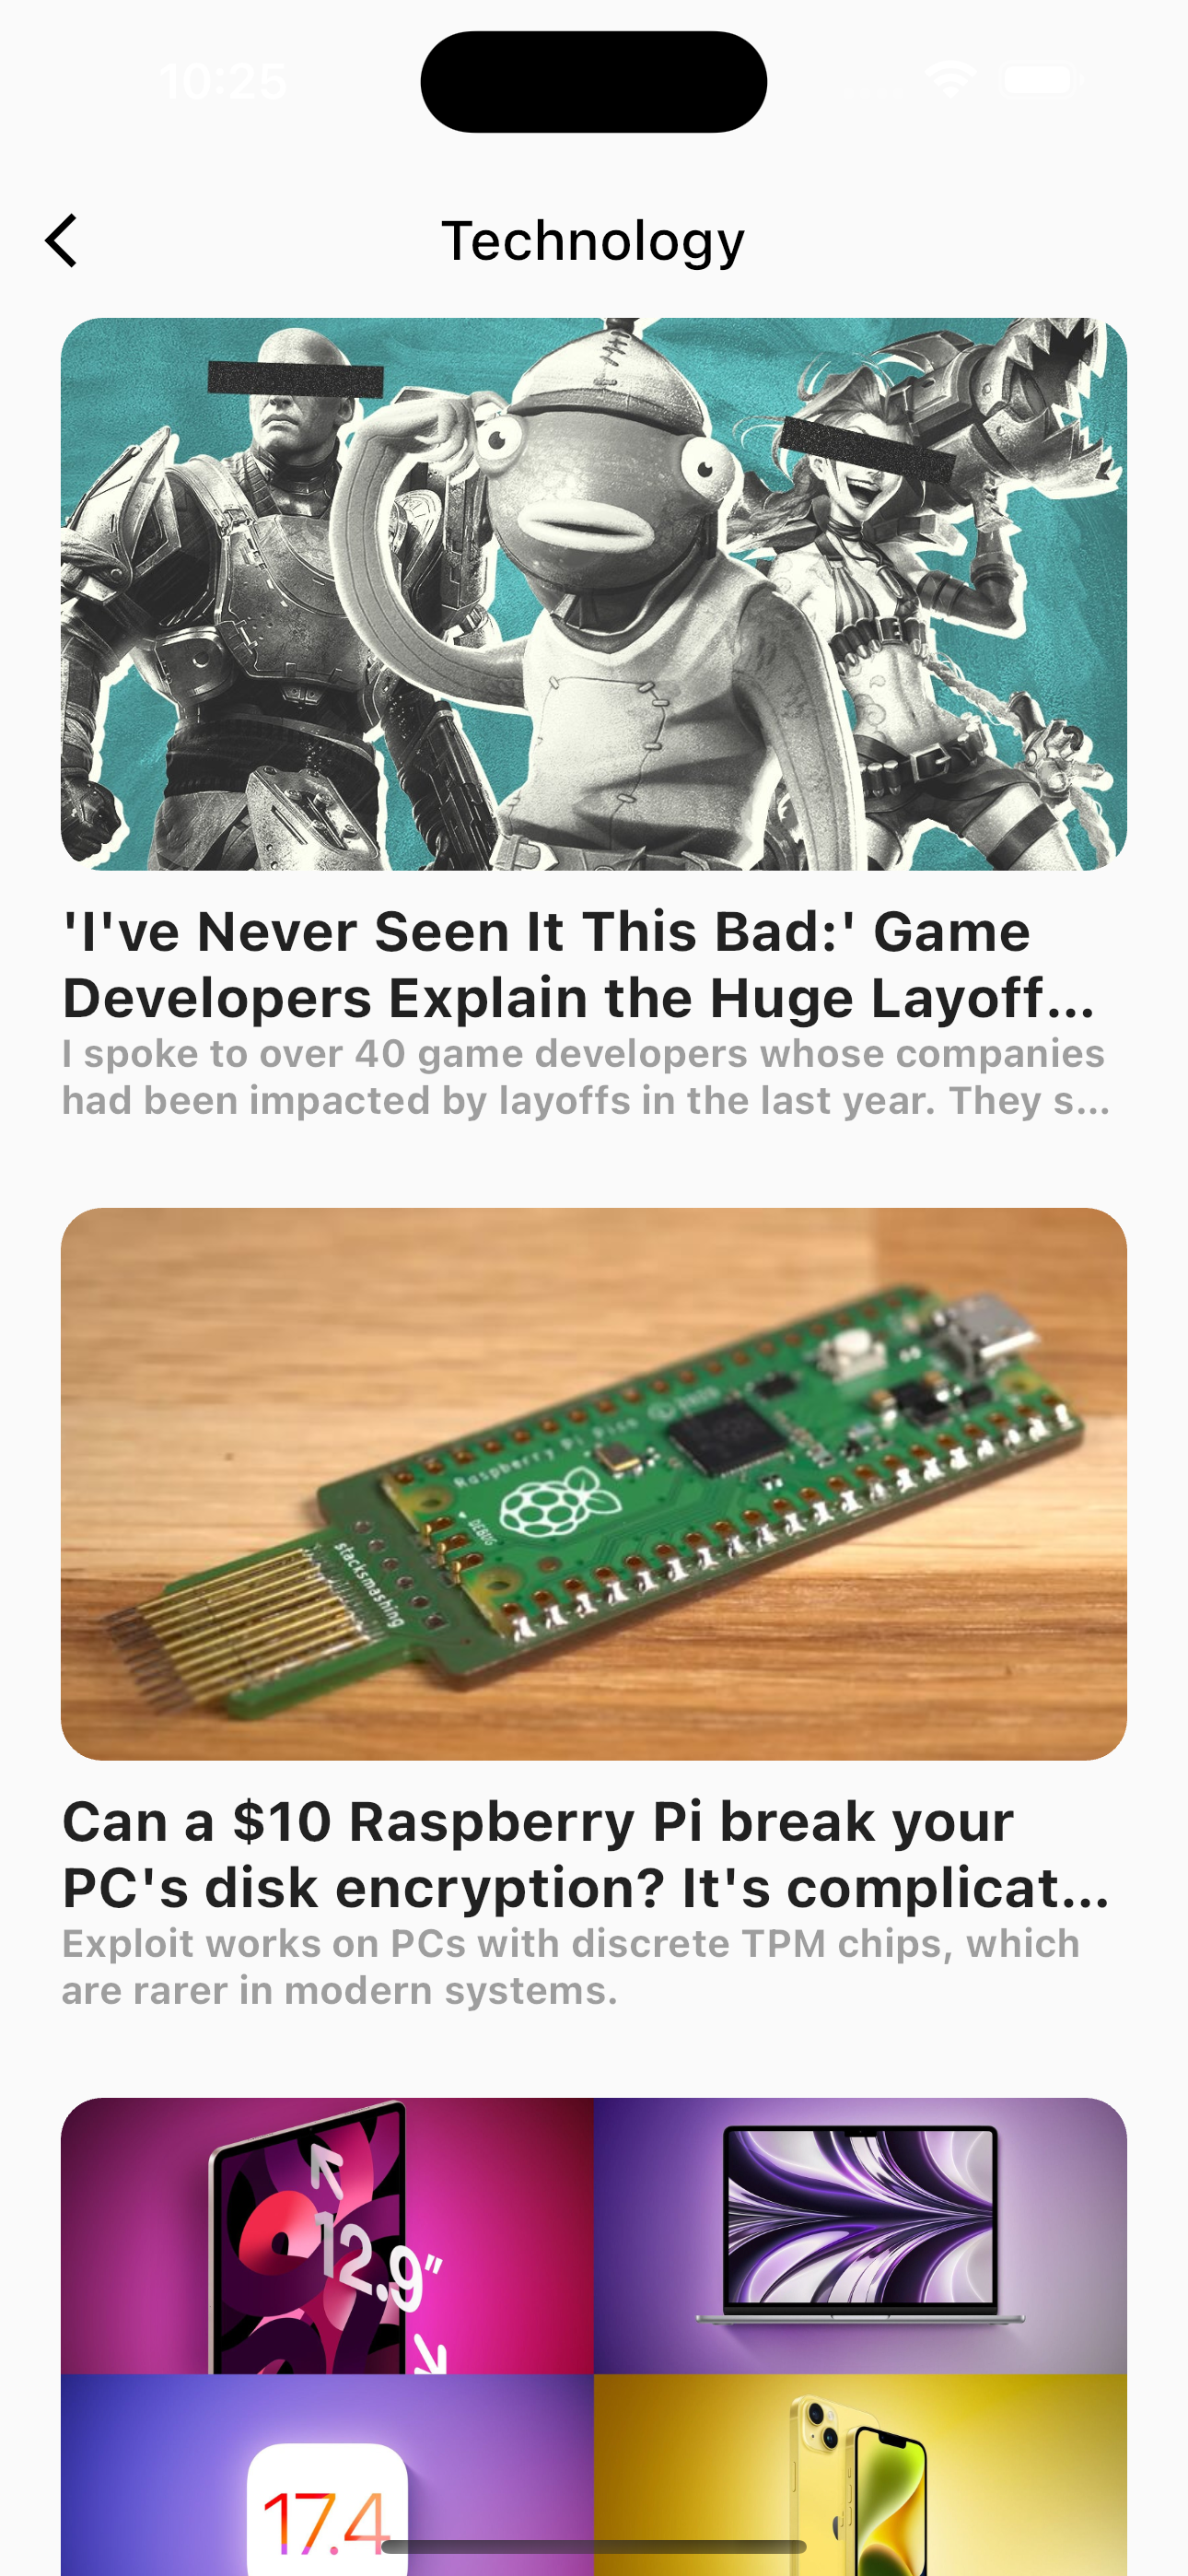 10:25
Technology
'I've Never Seen It This Bad:' Game
Developers Explain the Huge Layoff...
I spoke to over 40 game developers whose companies
had been impacted by layoffs in the last year. They s...
Raspberry Pi Pico © 2020
DEBUG
stacksmashing
Can a $10 Raspberry Pi break your
PC's disk encryption? It's complicat...
Exploit works on PCs with discrete TPM chips, which
are rarer in modern systems.
12.9"
17.4